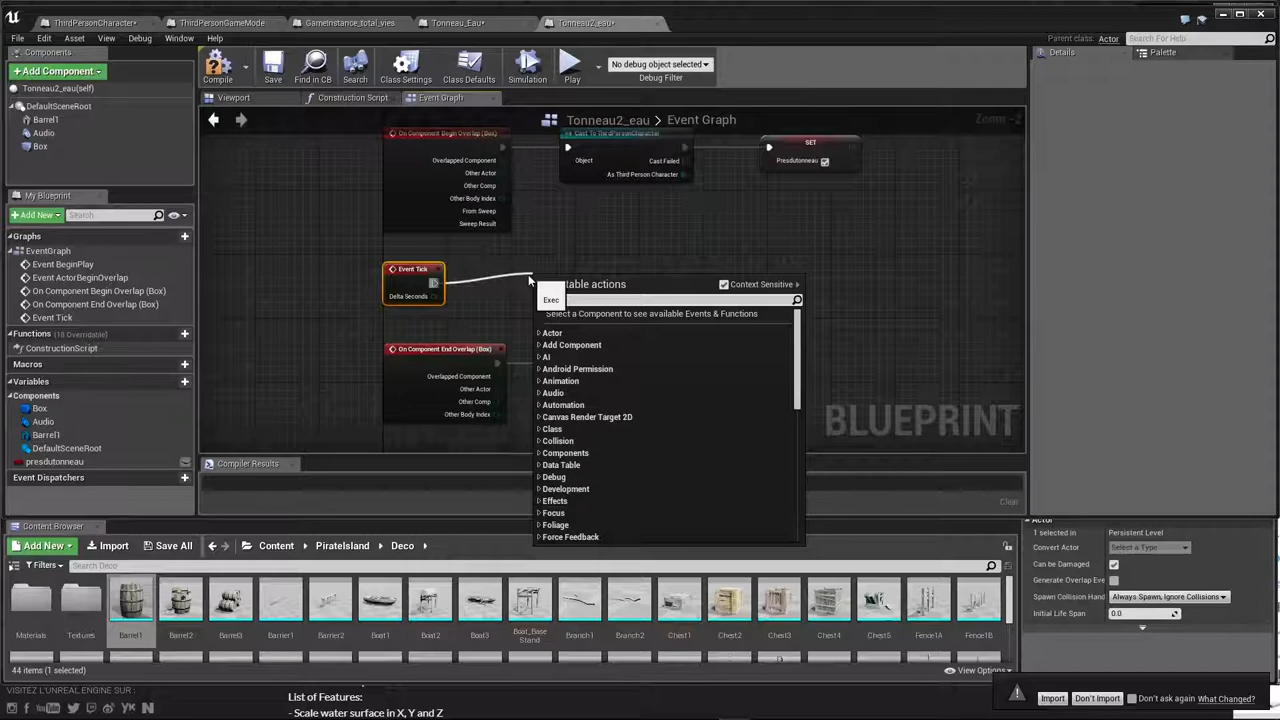 ThirdPersonCharacter*
ThirdPersonGameMode
GameInstance_total_vies
Tonneau_Eau*
Tonneau2_eau*
File Edit Asset View Debug Window Help
Parent class: Actor
Search For Help
Components
+Add Component
Tonneau2_eau(self)
DefaultSceneRoot
Barrel1
Audio
Box
Compile
Save
Find in CB
Search
Class Settings
Class Defaults
Simulation
Play
No debug object selected
Debug Filter
Details
Palette
Viewport
Construction Script
Event Graph
Tonneau2_eau > Event Graph
Zoom -2
On Component Begin Overlap (Box)
Overlapped Component
Other Actor
Other Comp
Other Body Index
From Sweep
Sweep Result
Cast To ThirdPersonCharacter
Object
Cast Failed
As Third Person Character
SET
Presdutonneau
Event Tick
Delta Seconds
On Component End Overlap (Box)
Overlapped Component
Other Actor
Other Comp
Other Body Index
table actions
Context Sensitive
Exec
Select a Component to see available Events & Functions
Actor
Add Component
AI
Android Permission
Animation
Audio
Automation
Canvas Render Target 2D
Class
Collision
Components
Data Table
Debug
Development
Effects
Focus
Foliage
Force Feedback
BLUEPRINT
My Blueprint
+Add New
Search
Graphs
EventGraph
Event BeginPlay
Event ActorBeginOverlap
On Component Begin Overlap (Box)
On Component End Overlap (Box)
Event Tick
Functions (18 Overridable)
ConstructionScript
Macros
Variables
Components
Box
Audio
Barrel1
DefaultSceneRoot
presdutonneau
Event Dispatchers
Compiler Results
Clear
Content Browser
Add New
Import
Save All
Content
PirateIsland
Deco
Filters
Search Deco
Materials
Textures
Barrel1
Barrel2
Barrel3
Barrier1
Barrier2
Boat1
Boat2
Boat3
Boat_Base
Stand
Branch1
Branch2
Chest1
Chest2
Chest3
Chest4
Chest5
Fence1A
Fence1B
44 items (1 selected)
View Options
Actor
1 selected in
Persistent Level
Convert Actor
Select a Type
Can be Damaged
Generate Overlap Eve
Spawn Collision Hand
Always Spawn, Ignore Collisions
Initial Life Span
0.0
Import
Don't Import
Don't ask again
What Changed?
VISITEZ L'UNREAL ENGINE SUR :
List of Features:
- Scale water surface in X, Y and Z